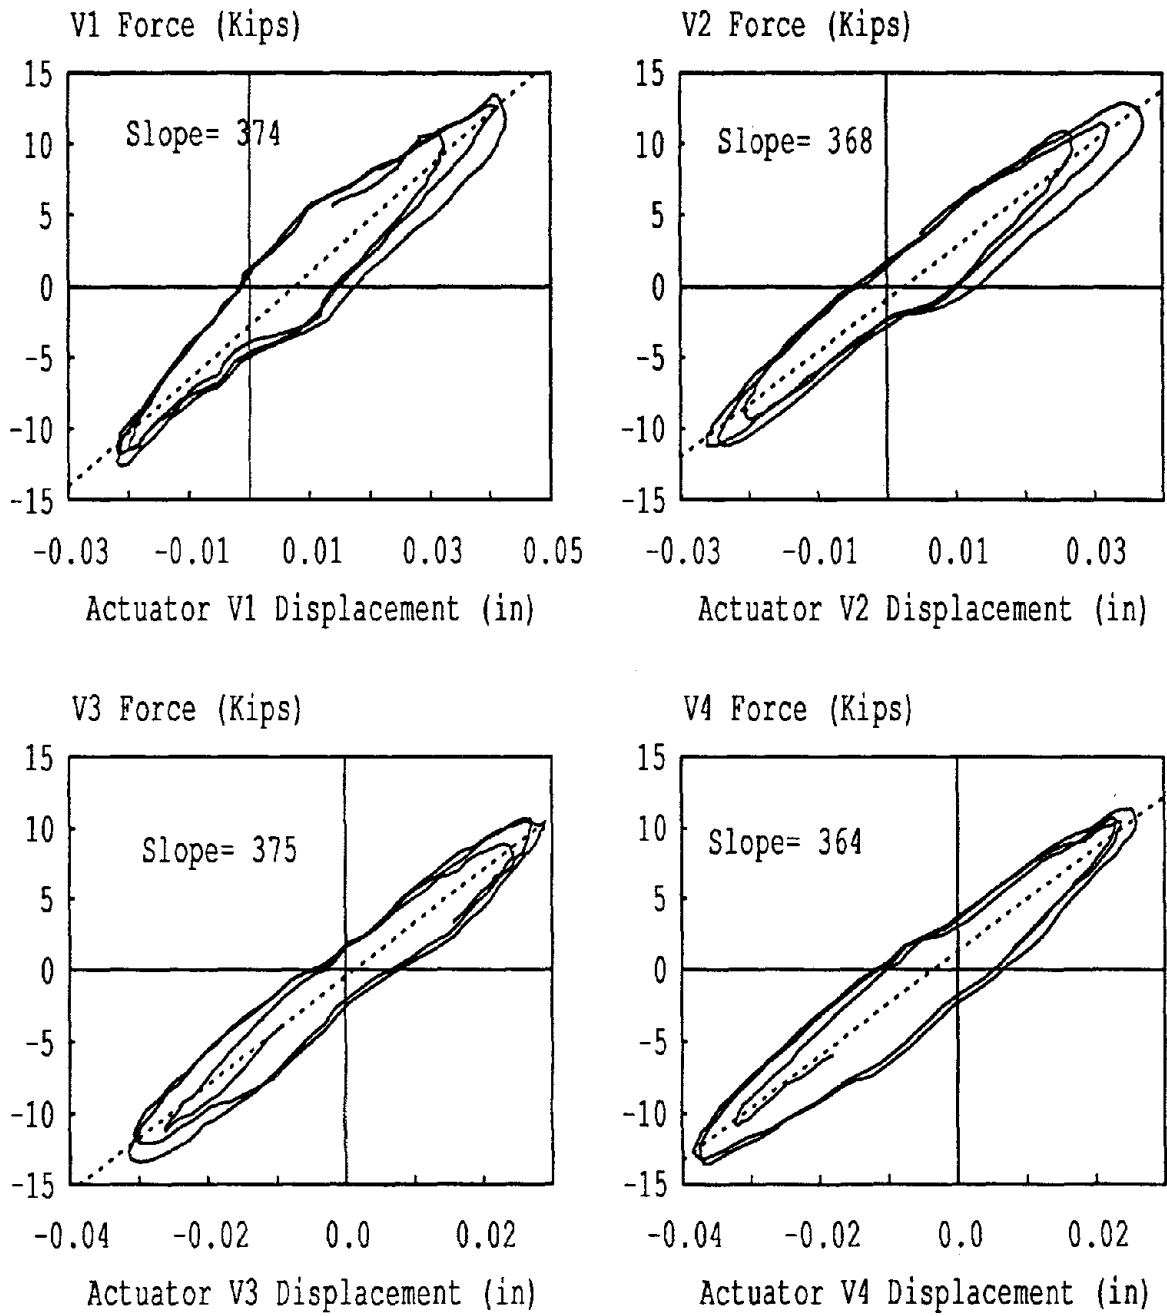 V1 Force (Kips)
15
10
5
0
-5
-10
-15
Slope= 374
-0.03 -0.01 0.01 0.03 0.05
Actuator V1 Displacement (in)
V2 Force (Kips)
15
10
5
0
-5
-10
-15
Slope= 368
-0.03 -0.01 0.01 0.03
Actuator V2 Displacement (in)
V3 Force (Kips)
15
10
5
0
-5
-10
-15
Slope= 375
-0.04 -0.02 0.0 0.02
Actuator V3 Displacement (in)
V4 Force (Kips)
15
10
5
0
-5
-10
-15
Slope= 364
-0.04 -0.02 0.0 0.02
Actuator V4 Displacement (in)